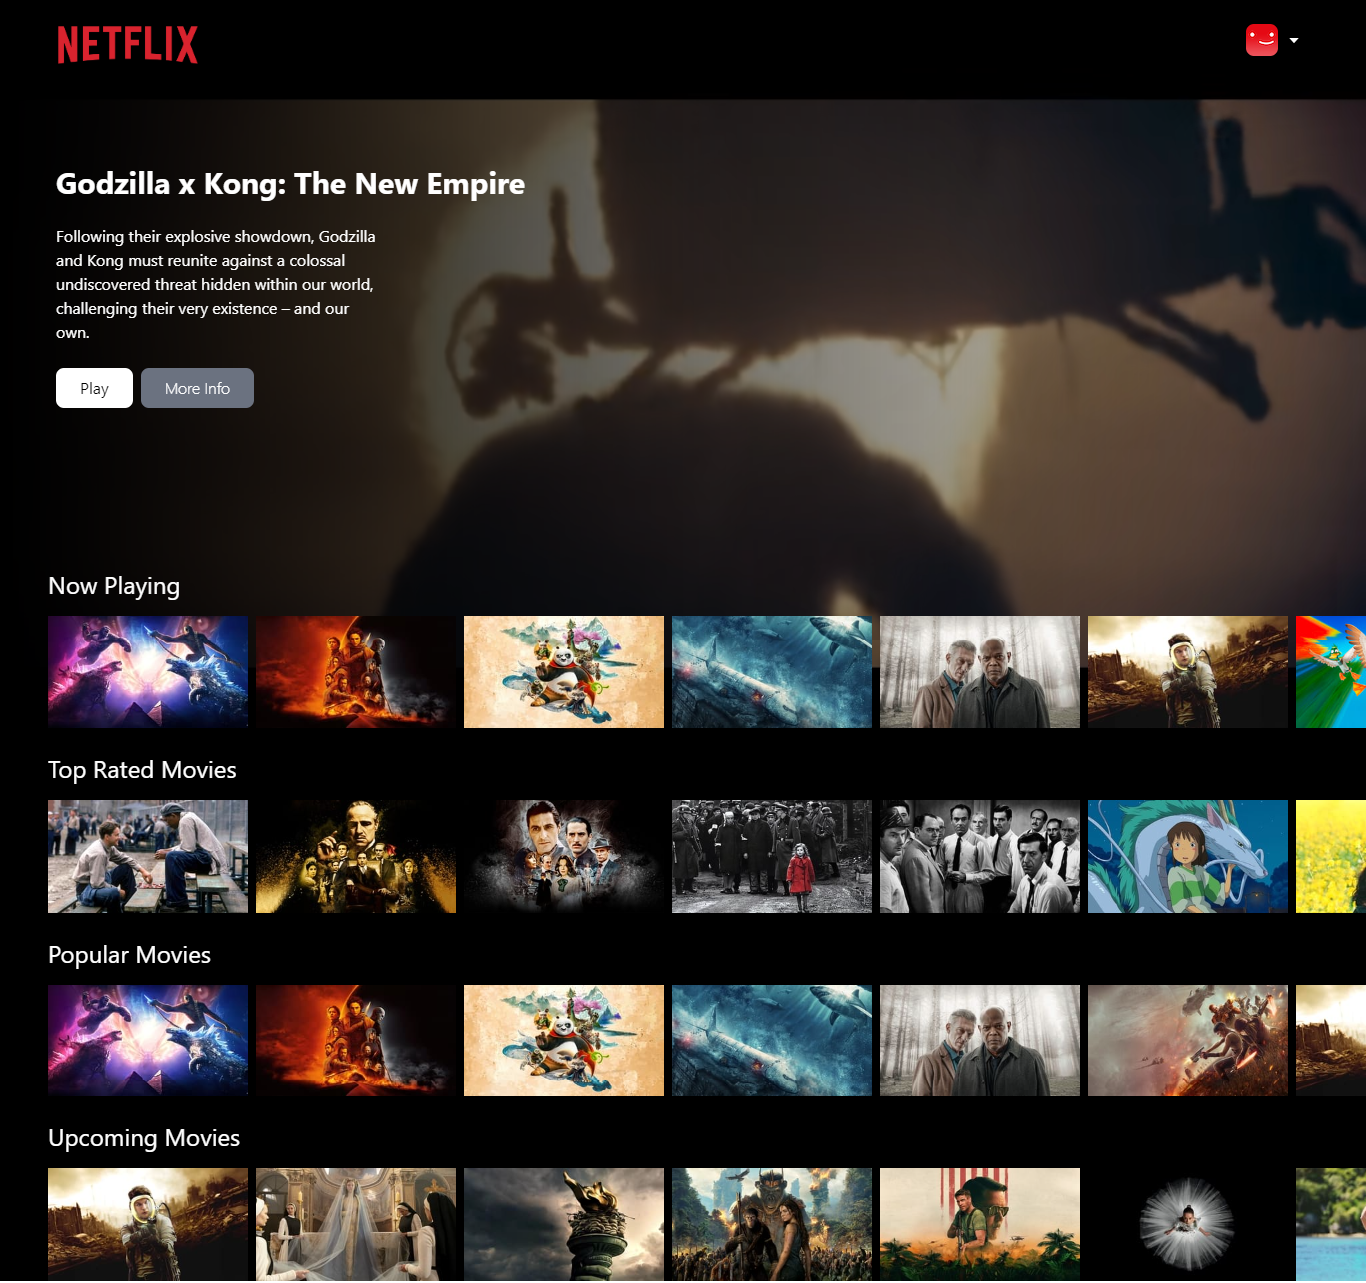 NETFLIX
Godzilla x Kong: The New Empire
Following their explosive showdown, Godzilla
and Kong must reunite against a colossal
undiscovered threat hidden within our world,
challenging their very existence – and our
own.
Play
More Info
Now Playing
Top Rated Movies
Popular Movies
Upcoming Movies